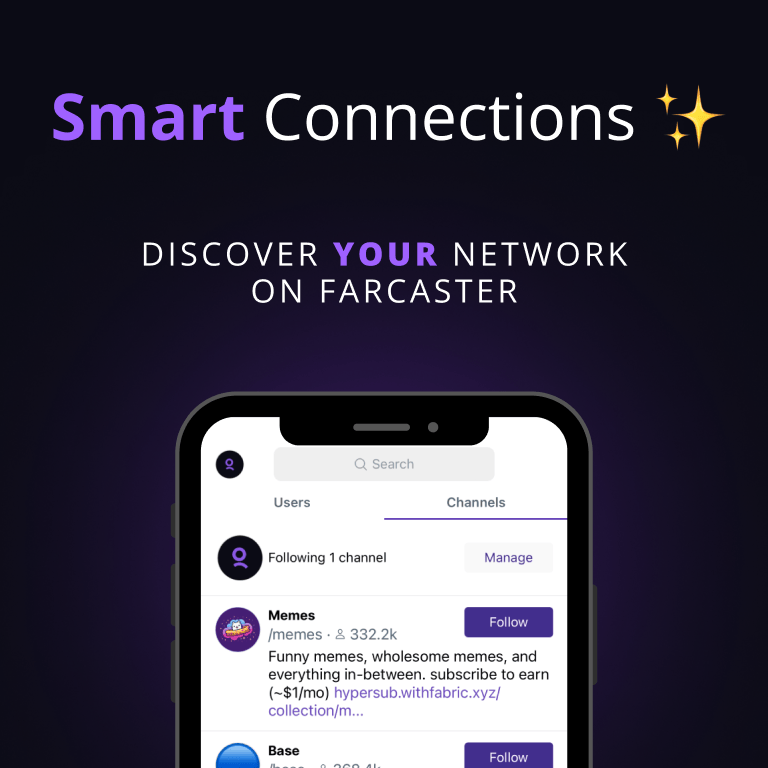 Smart Connections ✨
DISCOVER YOUR NETWORK
ON FARCASTER
Search
Users Channels
Following 1 channel Manage
Memes Follow
/memes · 332.2k
Funny memes, wholesome memes, and
everything in-between. subscribe to earn
(~$1/mo) hypersub.withfabric.xyz/
collection/m...
Base Follow